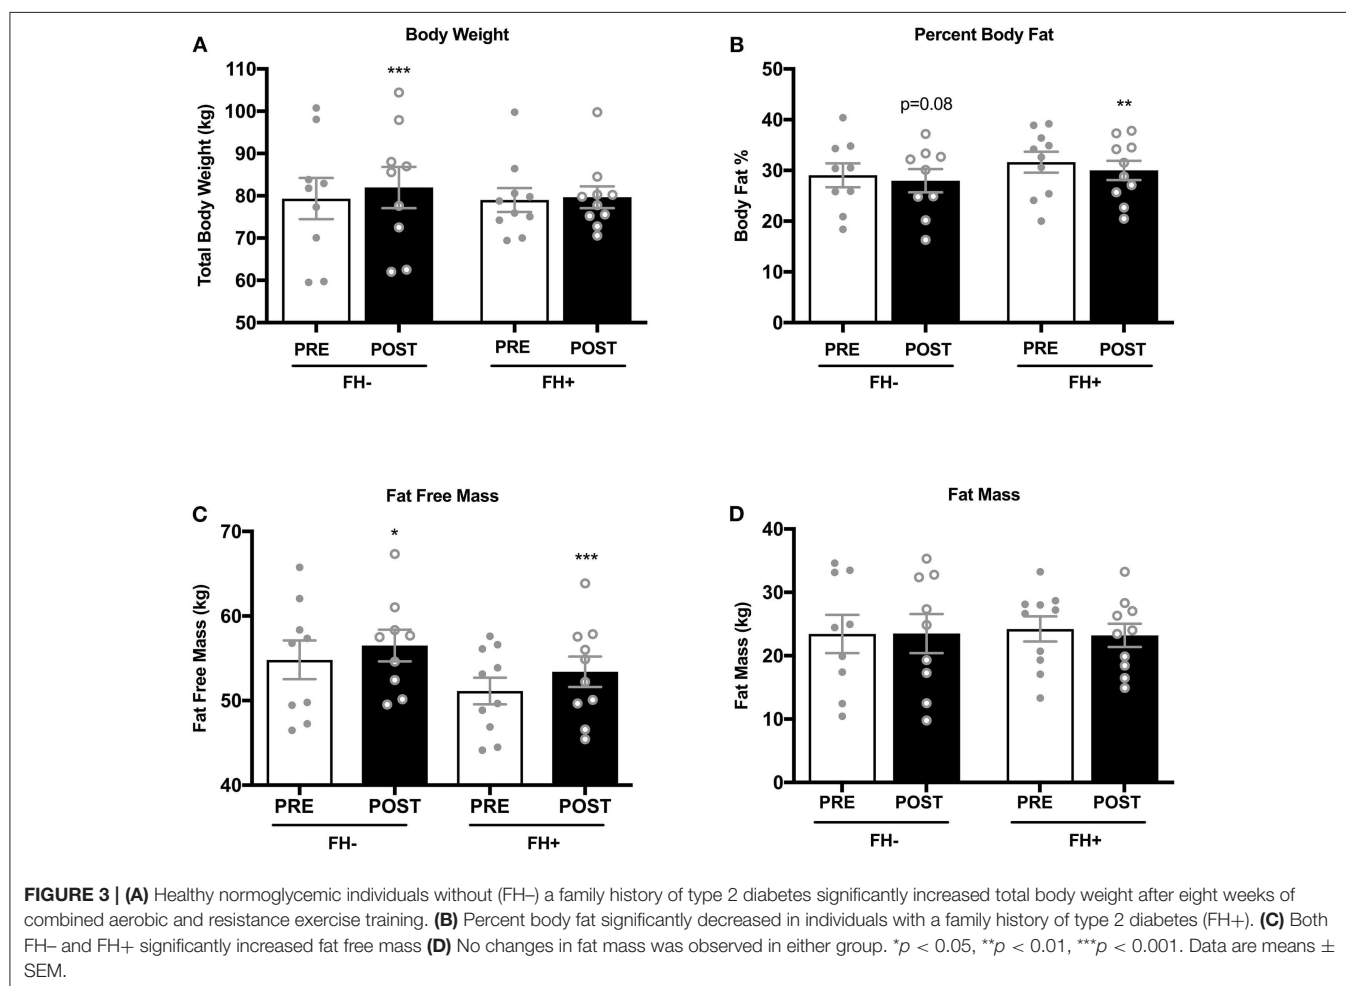 A
Body Weight
Total Body Weight (kg)
110
100
90
80
70
60
50
***
PRE
POST
PRE
POST
FH-
FH+
B
Percent Body Fat
Body Fat %
50
40
30
20
10
0
p=0.08
**
PRE
POST
PRE
POST
FH-
FH+
C
Fat Free Mass
Fat Free Mass (kg)
70
60
50
40
*
***
PRE
POST
PRE
POST
FH-
FH+
D
Fat Mass
Fat Mass (kg)
40
30
20
10
0
PRE
POST
PRE
POST
FH-
FH+
FIGURE 3 | (A) Healthy normoglycemic individuals without (FH–) a family history of type 2 diabetes significantly increased total body weight after eight weeks of
combined aerobic and resistance exercise training. (B) Percent body fat significantly decreased in individuals with a family history of type 2 diabetes (FH+). (C) Both
FH– and FH+ significantly increased fat free mass (D) No changes in fat mass was observed in either group. *p < 0.05, **p < 0.01, ***p < 0.001. Data are means ±
SEM.